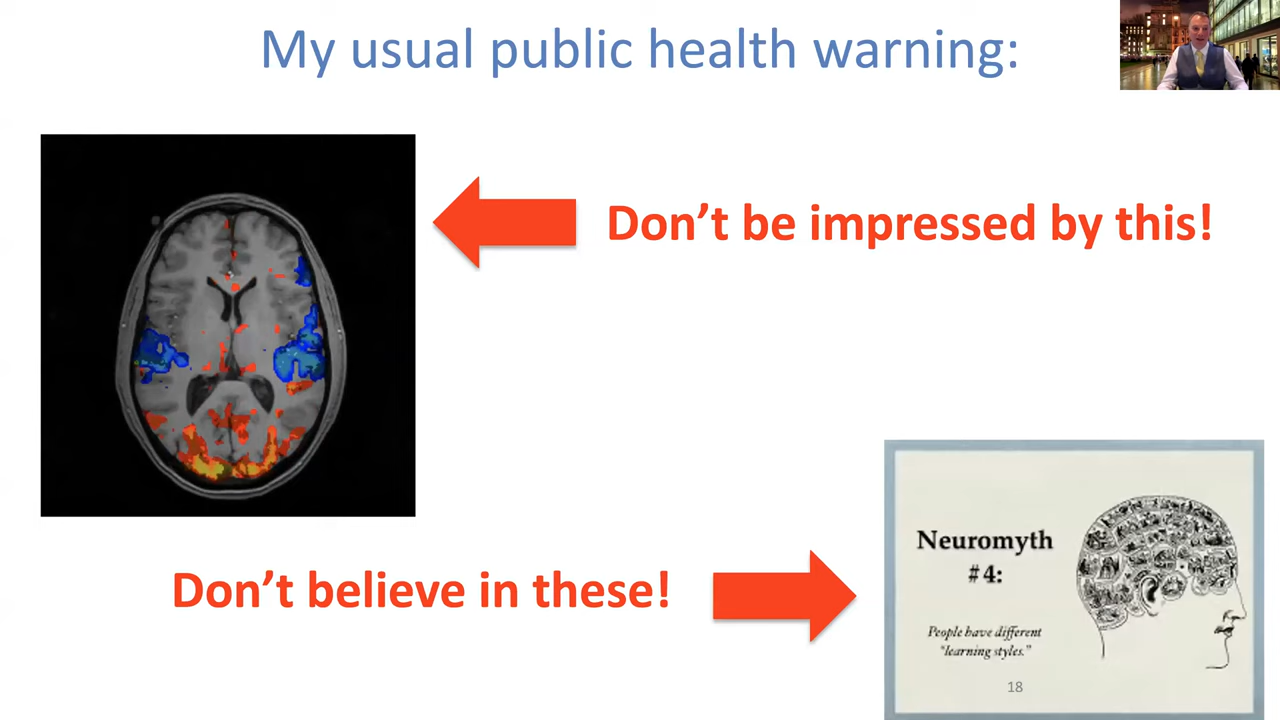 My usual public health warning:
Don’t be impressed by this!
Don’t believe in these!
Neuromyth
#4:
People have different
“learning styles.”
18